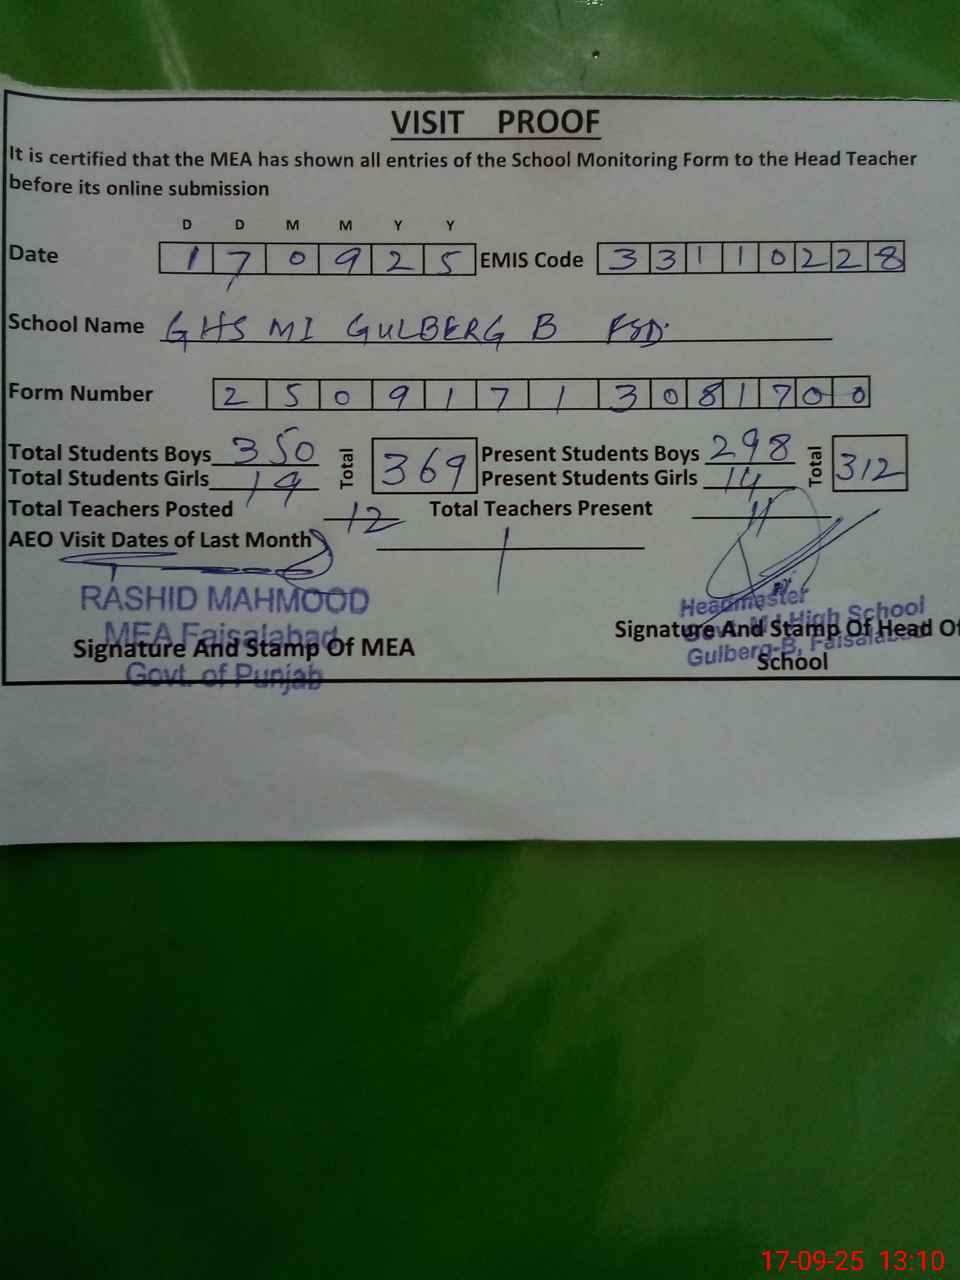 VISIT PROOF
It is certified that the MEA has shown all entries of the School Monitoring Form to the Head Teacher
before its online submission
D D M M Y Y
Date 1 7 0 9 2 5 EMIS Code 3 3 1 1 0 2 2 8
School Name GHS MI GULBERG B FSD.
Form Number 2 5 0 9 1 7 1 3 0 8 1 7 0 0
Total Students Boys 350 Total 369 Present Students Boys 298 Total 312
Total Students Girls 19 Present Students Girls 14
Total Teachers Posted 12 Total Teachers Present 11
AEO Visit Dates of Last Month
RASHID MAHMOOD
MEA Faisalabad
Govt. of Punjab
Signature And Stamp Of MEA
Headmaster
Govt. M.I High School
Gulberg-B, Faisalabad
Signature And Stamp Of Head Of
School
17-09-25 13:10